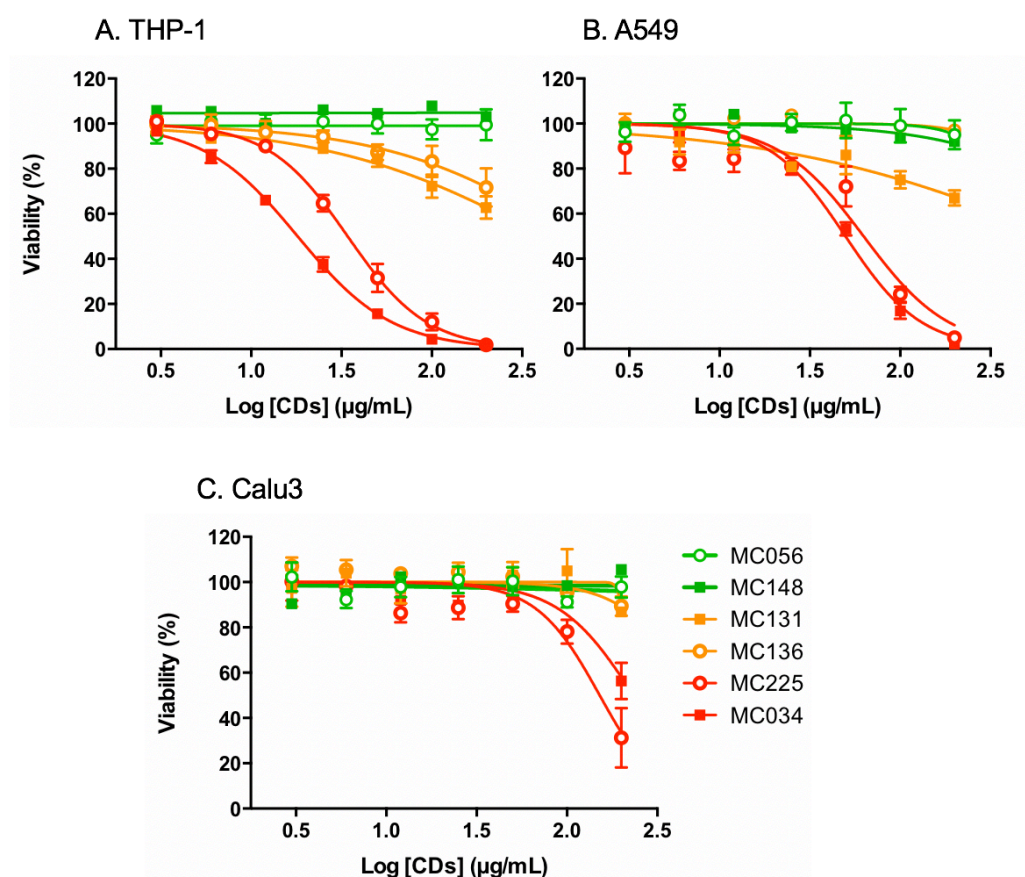 A. THP-1
B. A549
120
100
80
60
40
20
0
Viability (%)
0.5
1.0
1.5
2.0
2.5
Log [CDs] (µg/mL)
120
100
80
60
40
20
0
0.5
1.0
1.5
2.0
2.5
Log [CDs] (µg/mL)
C. Calu3
120
100
80
60
40
20
0
Viability (%)
0.5
1.0
1.5
2.0
2.5
Log [CDs] (µg/mL)
MC056
MC148
MC131
MC136
MC225
MC034